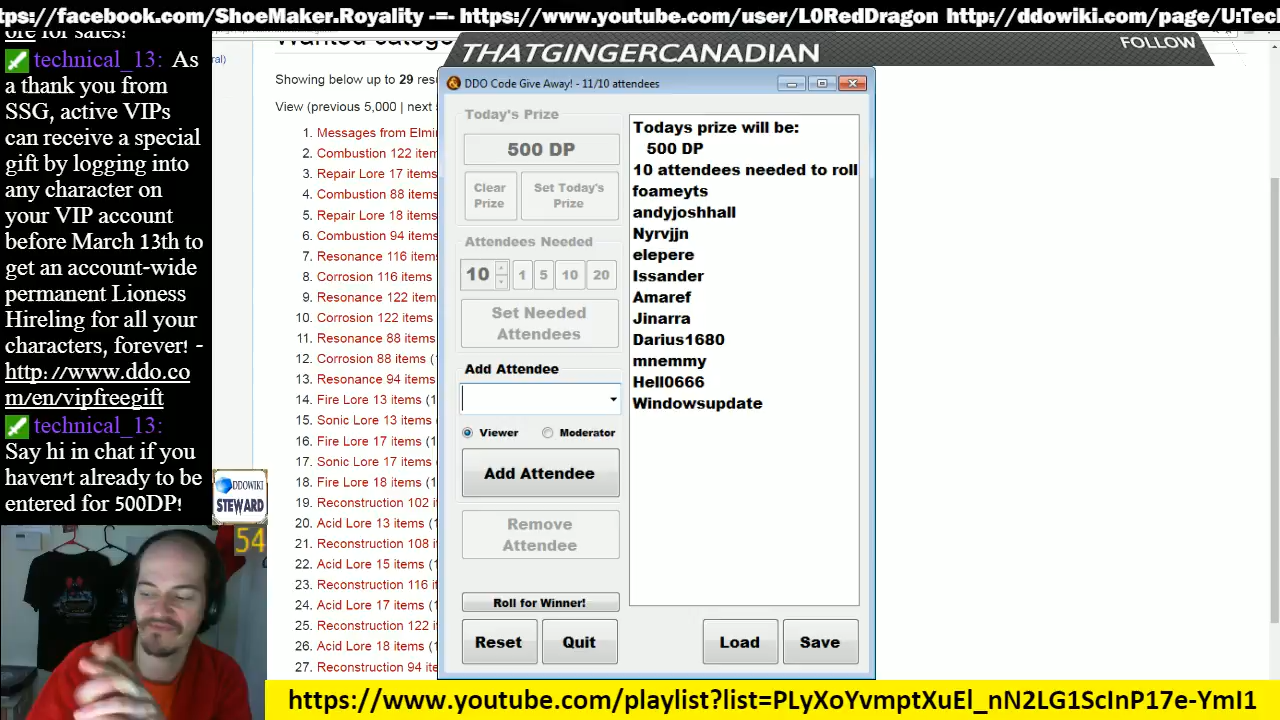 ttps://facebook.com/ShoeMaker.Royality -=- https://www.youtube.com/user/L0RedDragon http://ddowiki.com/page/U:Tec
ore for sales!
technical_13: As
a thank you from
SSG, active VIPs
can receive a special
gift by logging into
any character on
your VIP account
before March 13th to
get an account-wide
permanent Lioness
Hireling for all your
characters, forever! -
http://www.ddo.co
m/en/vipfreegift
technical_13:
Say hi in chat if you
haven't already to be
entered for 500DP!
DDOWIKI
STEWARD
54
THATGINGERCANADIAN
FOLLOW
Wanted categ
Showing below up to 29 res
View (previous 5,000 | next
1. Messages from Elmi
2. Combustion 122 item
3. Repair Lore 17 items
4. Combustion 88 items
5. Repair Lore 18 items
6. Combustion 94 items
7. Resonance 116 items
8. Corrosion 116 items
9. Resonance 122 item
10. Corrosion 122 items
11. Resonance 88 items
12. Corrosion 88 items (
13. Resonance 94 items
14. Fire Lore 13 items (1
15. Sonic Lore 13 items
16. Fire Lore 17 items (1
17. Sonic Lore 17 items
18. Fire Lore 18 items (1
19. Reconstruction 102 i
20. Acid Lore 13 items (1
21. Reconstruction 108 i
22. Acid Lore 15 items (1
23. Reconstruction 116 i
24. Acid Lore 17 items (1
25. Reconstruction 122 i
26. Acid Lore 18 items (1
27. Reconstruction 94 ite
DDO Code Give Away! - 11/10 attendees
Today's Prize
500 DP
Clear Prize
Set Today's Prize
Attendees Needed
10 1 5 10 20
Set Needed
Attendees
Add Attendee
Viewer Moderator
Add Attendee
Remove
Attendee
Roll for Winner!
Reset Quit Load Save
Todays prize will be:
500 DP
10 attendees needed to roll
foameyts
andyjoshhall
Nyrvjjn
elepere
Issander
Amaref
Jinarra
Darius1680
mnemmy
Hell0666
Windowsupdate
https://www.youtube.com/playlist?list=PLyXoYvmptXuEl_nN2LG1ScInP17e-YmI1